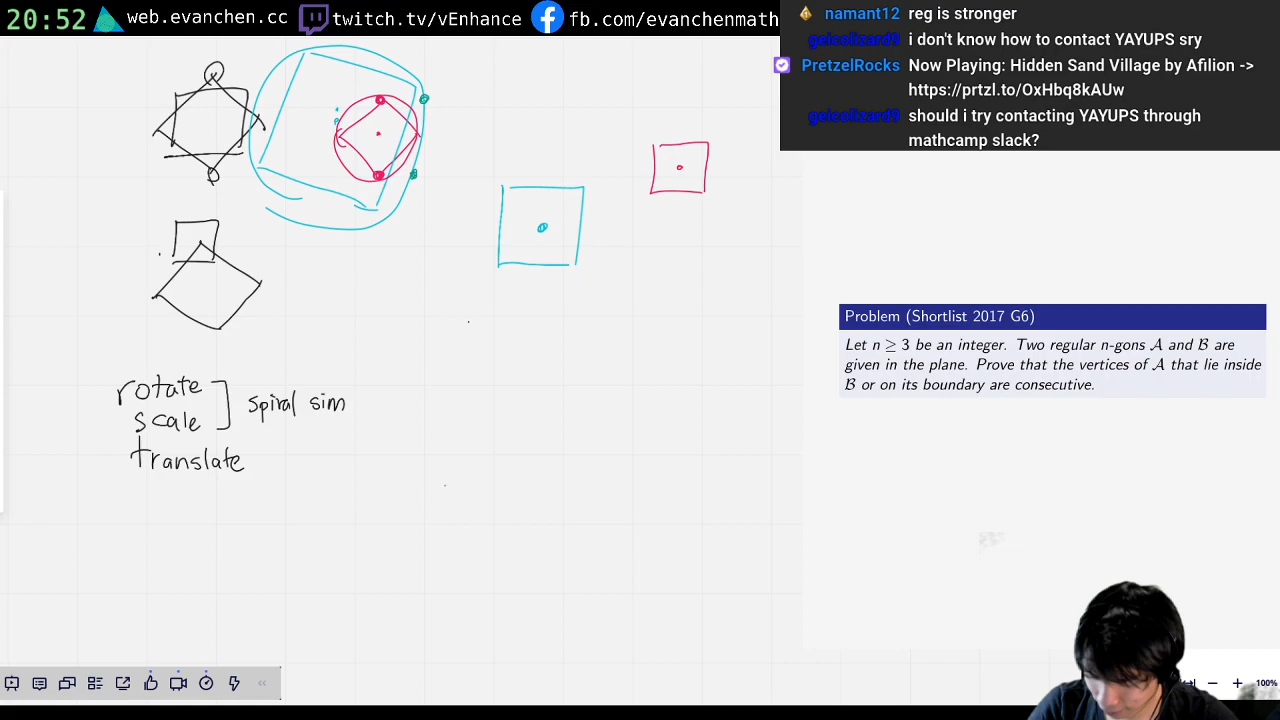 20:52 web.evanchen.cc twitch.tv/vEnhance fb.com/evanchenmath
namant12 reg is stronger
geicolizard9 i don't know how to contact YAYUPS sry
PretzelRocks Now Playing: Hidden Sand Village by Afilion ->
https://prtzl.to/OxHbq8kAUw
geicolizard9 should i try contacting YAYUPS through
mathcamp slack?
Problem (Shortlist 2017 G6)
Let n ≥ 3 be an integer. Two regular n-gons 𝒜 and ℬ are
given in the plane. Prove that the vertices of 𝒜 that lie inside
ℬ or on its boundary are consecutive.
rotate
scale
spiral sim
translate
100%